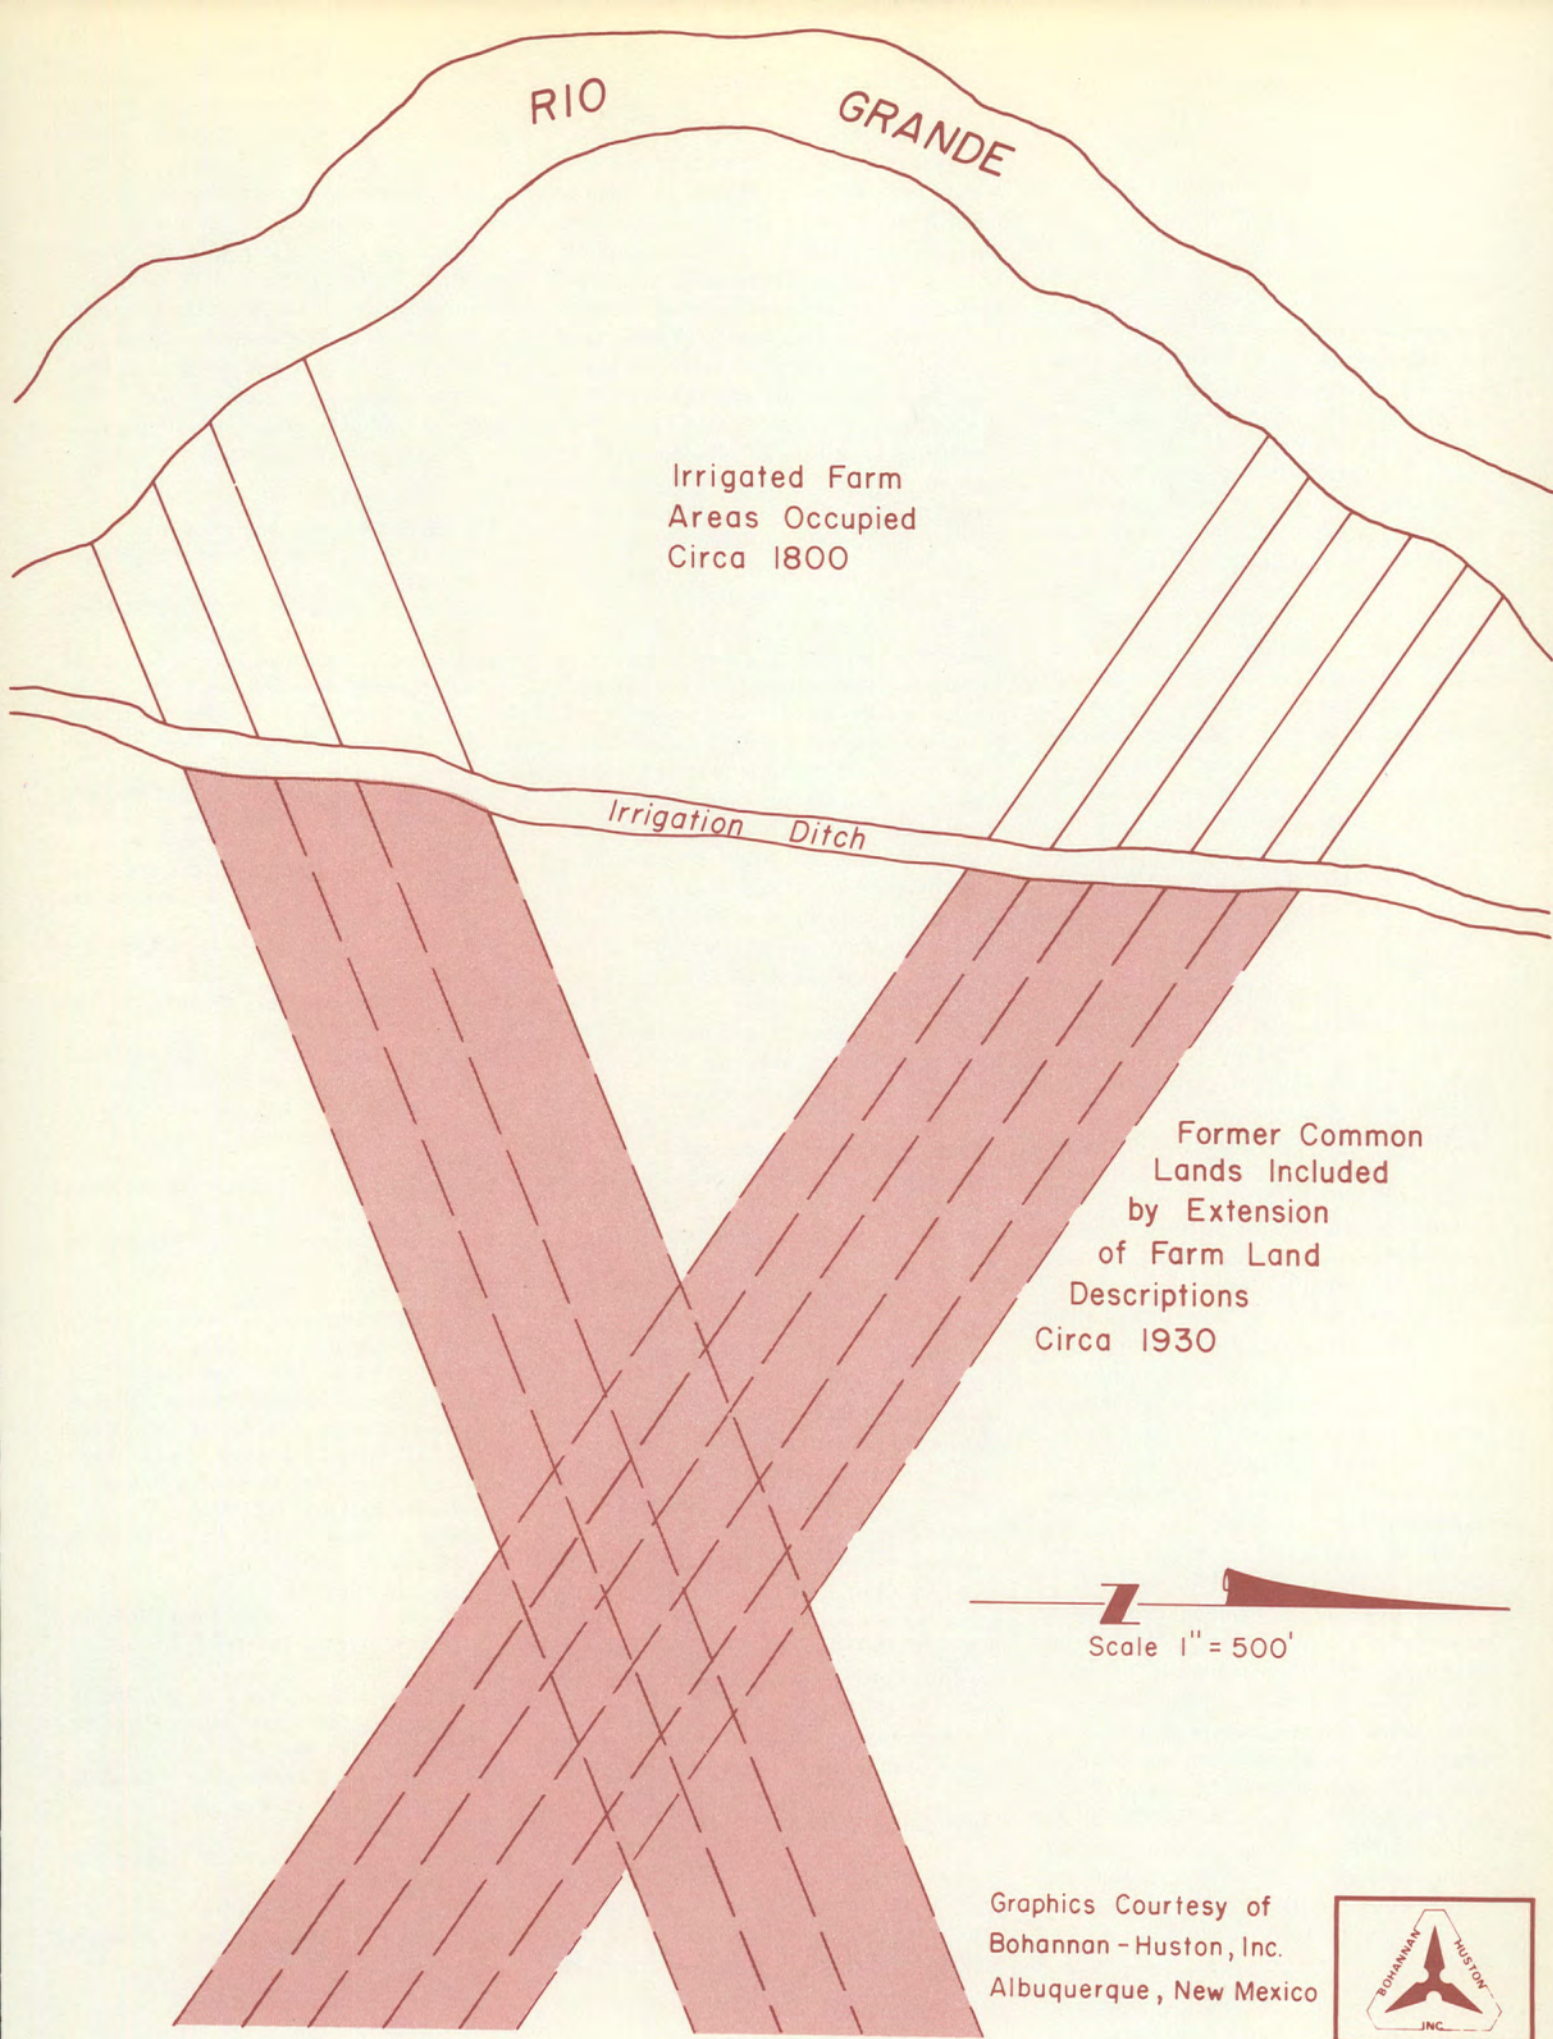 RIO GRANDE
Irrigated Farm
Areas Occupied
Circa 1800
Irrigation Ditch
Former Common
Lands Included
by Extension
of Farm Land
Descriptions
Circa 1930
N
Scale 1" = 500'
Graphics Courtesy of
Bohannan - Huston, Inc.
Albuquerque, New Mexico
BOHANNAN
HUSTON
INC.